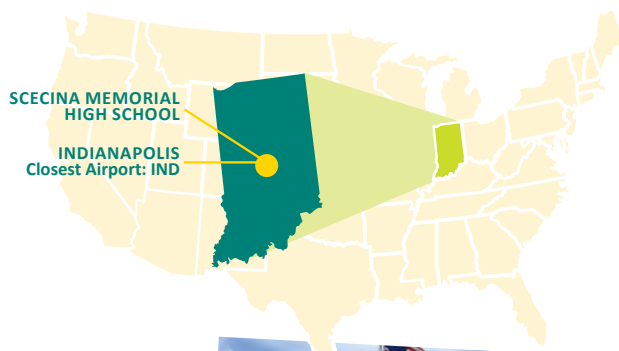 SCECINA MEMORIAL
HIGH SCHOOL
INDIANAPOLIS
Closest Airport: IND